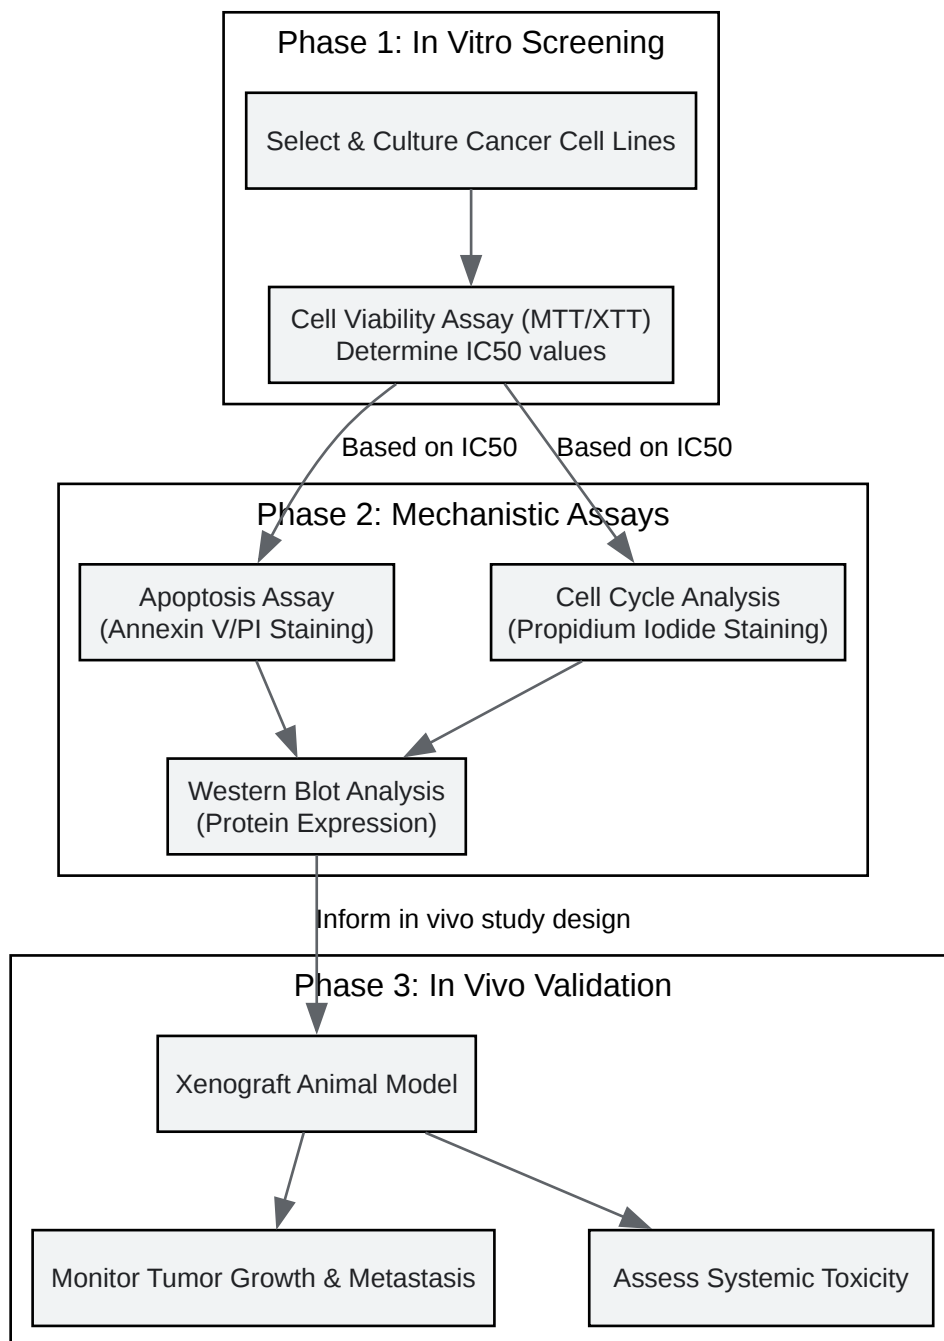 Phase 1: In Vitro Screening
Select & Culture Cancer Cell Lines
Cell Viability Assay (MTT/XTT)
Determine IC50 values
Based on IC50
Based on IC50
Phase 2: Mechanistic Assays
Apoptosis Assay
(Annexin V/PI Staining)
Cell Cycle Analysis
(Propidium Iodide Staining)
Western Blot Analysis
(Protein Expression)
Inform in vivo study design
Phase 3: In Vivo Validation
Xenograft Animal Model
Monitor Tumor Growth & Metastasis
Assess Systemic Toxicity